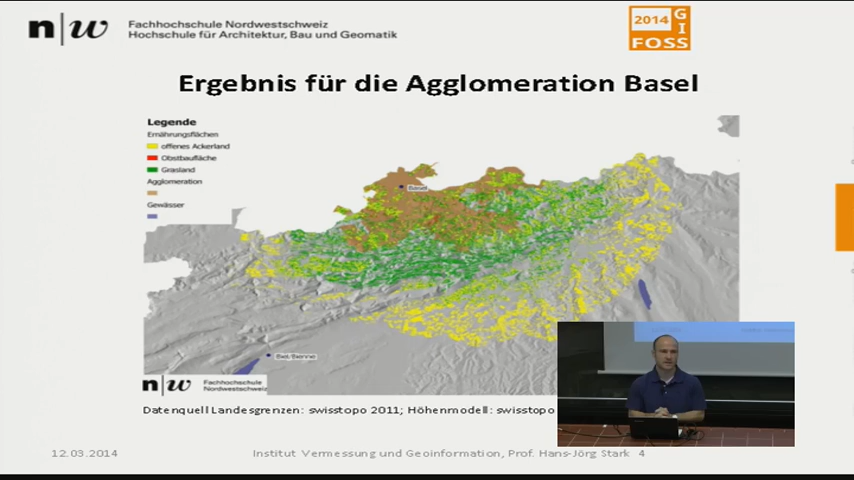 n|w Fachhochschule Nordwestschweiz
Hochschule für Architektur, Bau und Geomatik
2014 GIS
FOSS
Ergebnis für die Agglomeration Basel
Legende
Ernährungsflächen
offenes Ackerland
Obstbaufläche
Grasland
Agglomeration
Gewässer
Basel
Biel/Bienne
n|w Fachhochschule
Nordwestschweiz
Datenquell Landesgrenzen: swisstopo 2011; Höhenmodell: swisstopo
12.03.2014 Institut Vermessung und Geoinformation, Prof. Hans-Jörg Stark 4